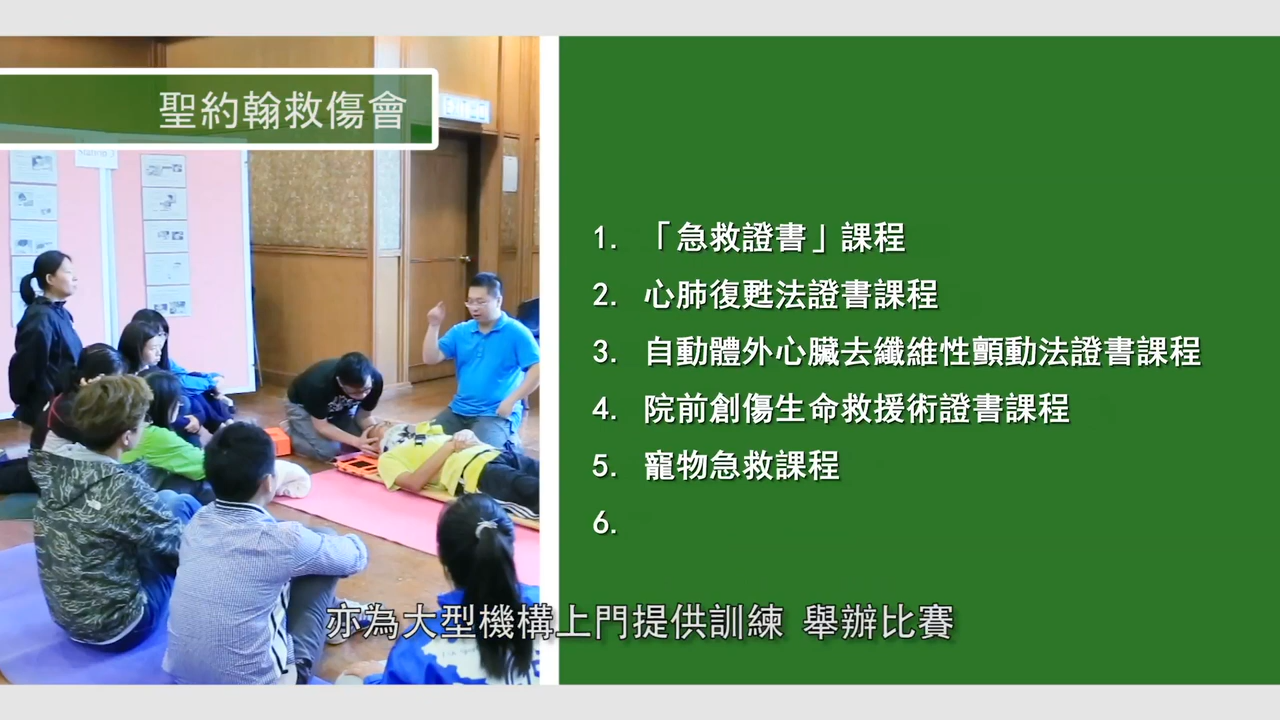 聖約翰救傷會
1. 「急救證書」課程
2. 心肺復甦法證書課程
3. 自動體外心臟去纖維性顫動法證書課程
4. 院前創傷生命救援術證書課程
5. 寵物急救課程
6.
亦為大型機構上門提供訓練 舉辦比賽